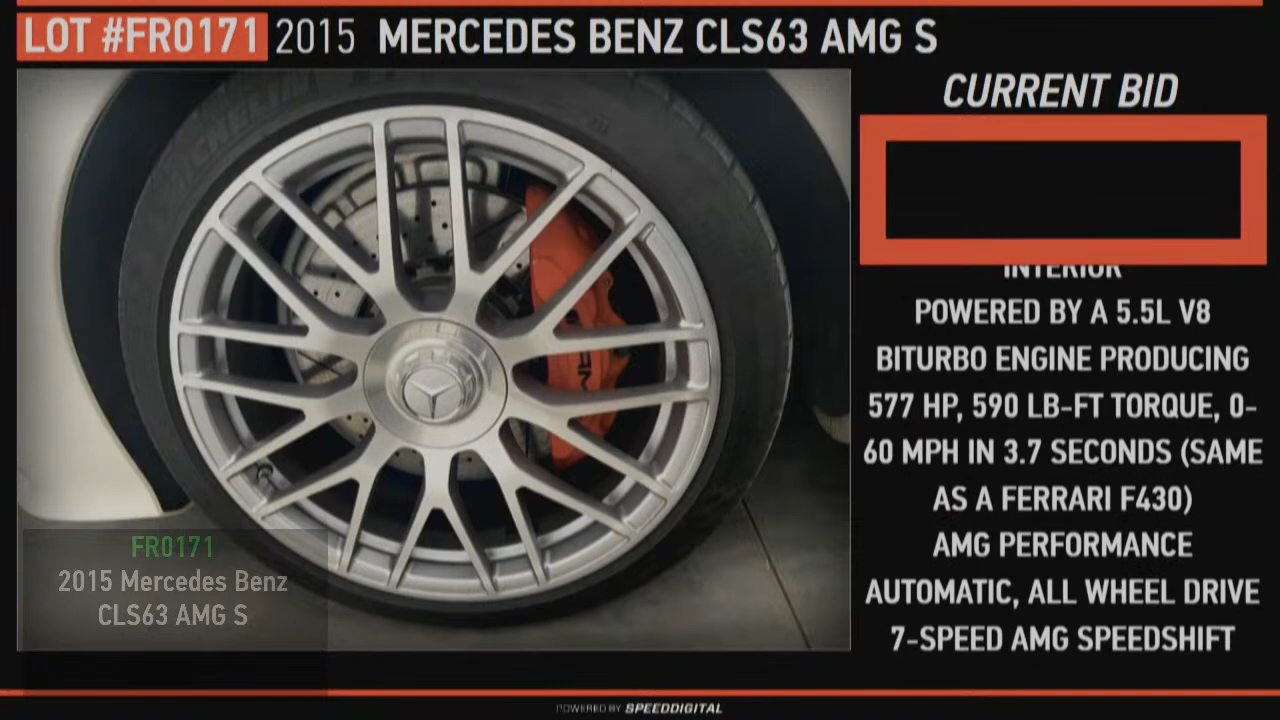 LOT #FR0171 2015 MERCEDES BENZ CLS63 AMG S
CURRENT BID
MICHELIN
INTERIOR
POWERED BY A 5.5L V8
BITURBO ENGINE PRODUCING
577 HP, 590 LB-FT TORQUE, 0-
60 MPH IN 3.7 SECONDS (SAME
AS A FERRARI F430)
AMG PERFORMANCE
AUTOMATIC, ALL WHEEL DRIVE
7-SPEED AMG SPEEDSHIFT
FR0171
2015 Mercedes Benz
CLS63 AMG S
POWERED BY SPEEDDIGITAL